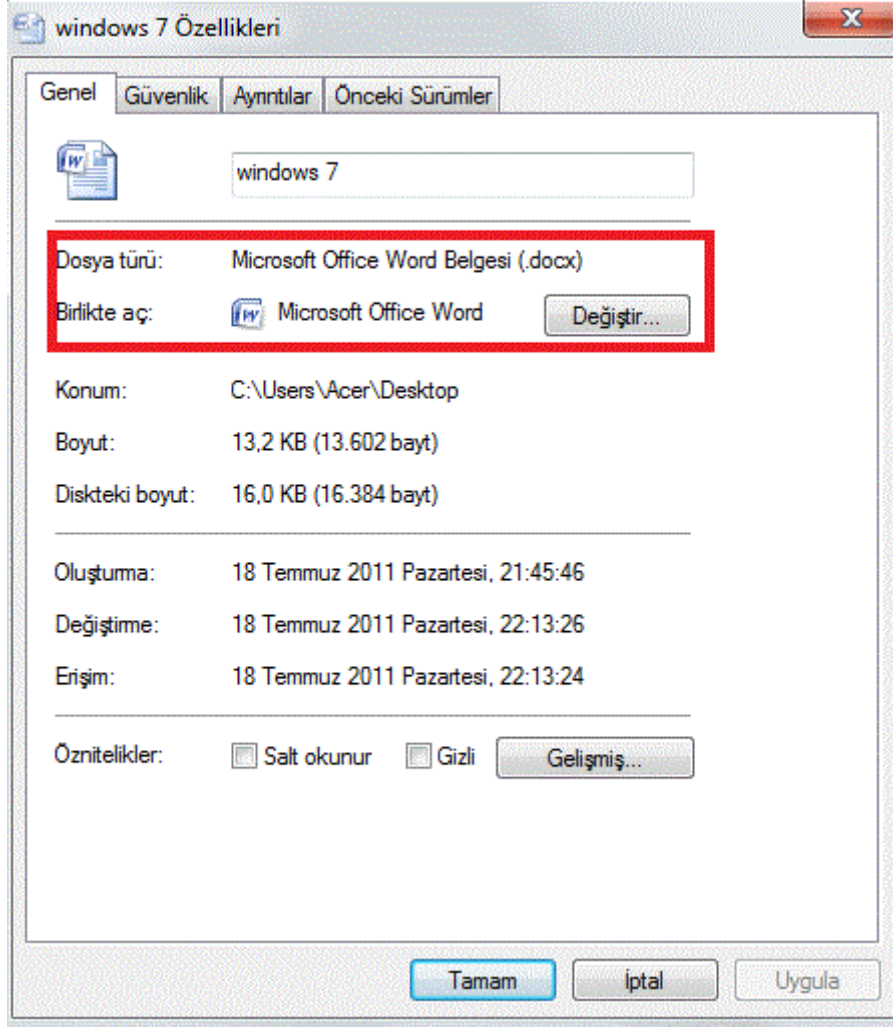 windows 7 Özellikleri
Genel Güvenlik Ayrıntılar Önceki Sürümler
windows 7
Dosya türü: Microsoft Office Word Belgesi (.docx)
Birlikte aç: Microsoft Office Word Değiştir...
Konum: C:\Users\Acer\Desktop
Boyut: 13,2 KB (13.602 bayt)
Diskteki boyut: 16,0 KB (16.384 bayt)
Oluşturma: 18 Temmuz 2011 Pazartesi, 21:45:46
Değiştirme: 18 Temmuz 2011 Pazartesi, 22:13:26
Erişim: 18 Temmuz 2011 Pazartesi, 22:13:24
Öznitelikler: Salt okunur Gizli Gelişmiş...
Tamam İptal Uygula